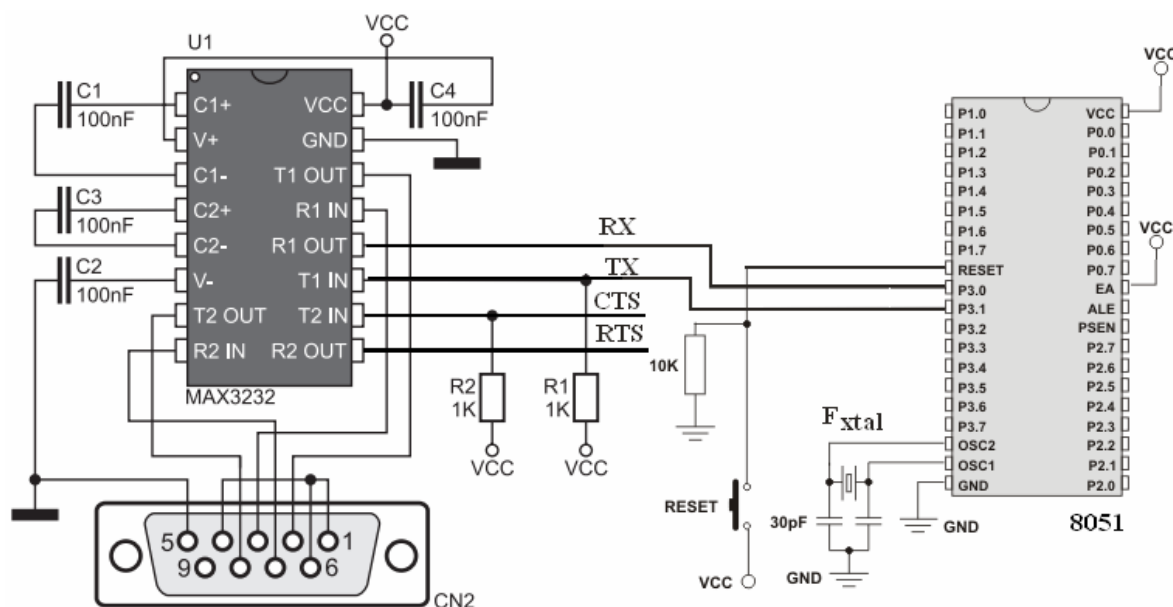 VCC
U1
C1
100nF
C4
100nF
C1+
VCC
V+
GND
C1-
T1 OUT
C3
100nF
C2+
R1 IN
C2-
R1 OUT
C2
100nF
V-
T1 IN
T2 OUT
T2 IN
R2 IN
R2 OUT
MAX3232
RX
TX
CTS
RTS
R2
1K
VCC
R1
1K
VCC
5
1
9
6
CN2
10K
RESET
VCC
Fxtal
30pF
GND
GND
VCC
VCC
P1.0
VCC
P1.1
P0.0
P1.2
P0.1
P1.3
P0.2
P1.4
P0.3
P1.5
P0.4
P1.6
P0.5
P1.7
P0.6
RESET
P0.7
P3.0
EA
P3.1
ALE
P3.2
PSEN
P3.3
P2.7
P3.4
P2.6
P3.5
P2.5
P3.6
P2.4
P3.7
P2.3
OSC2
P2.2
OSC1
P2.1
GND
P2.0
8051